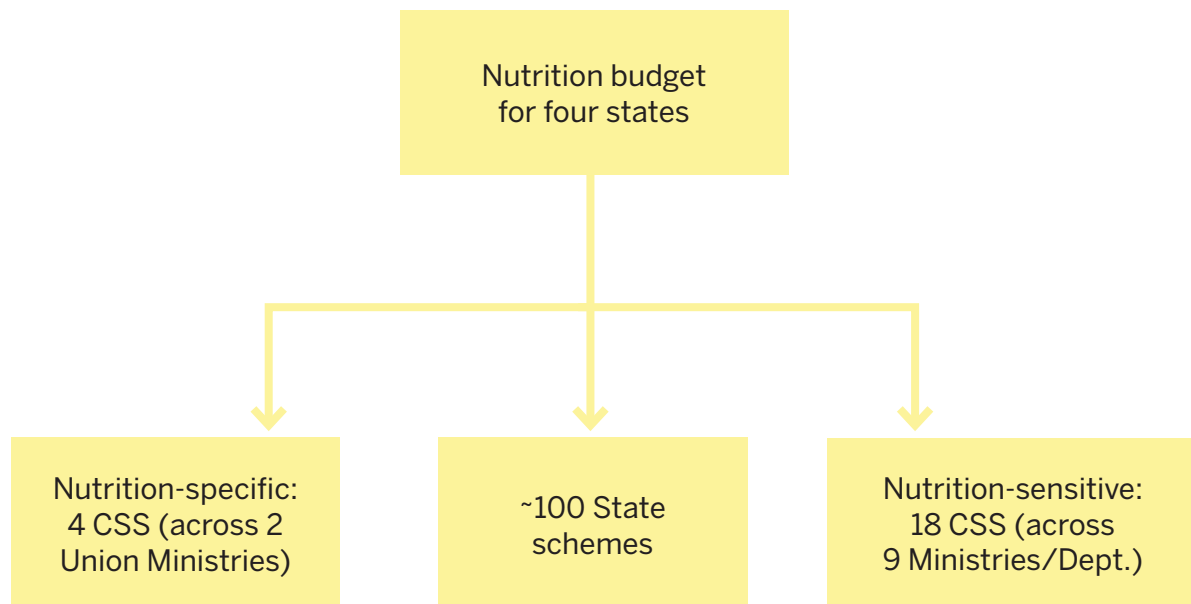 Nutrition budget
for four states
Nutrition-specific:
4 CSS (across 2
Union Ministries)
~100 State
schemes
Nutrition-sensitive:
18 CSS (across
9 Ministries/Dept.)